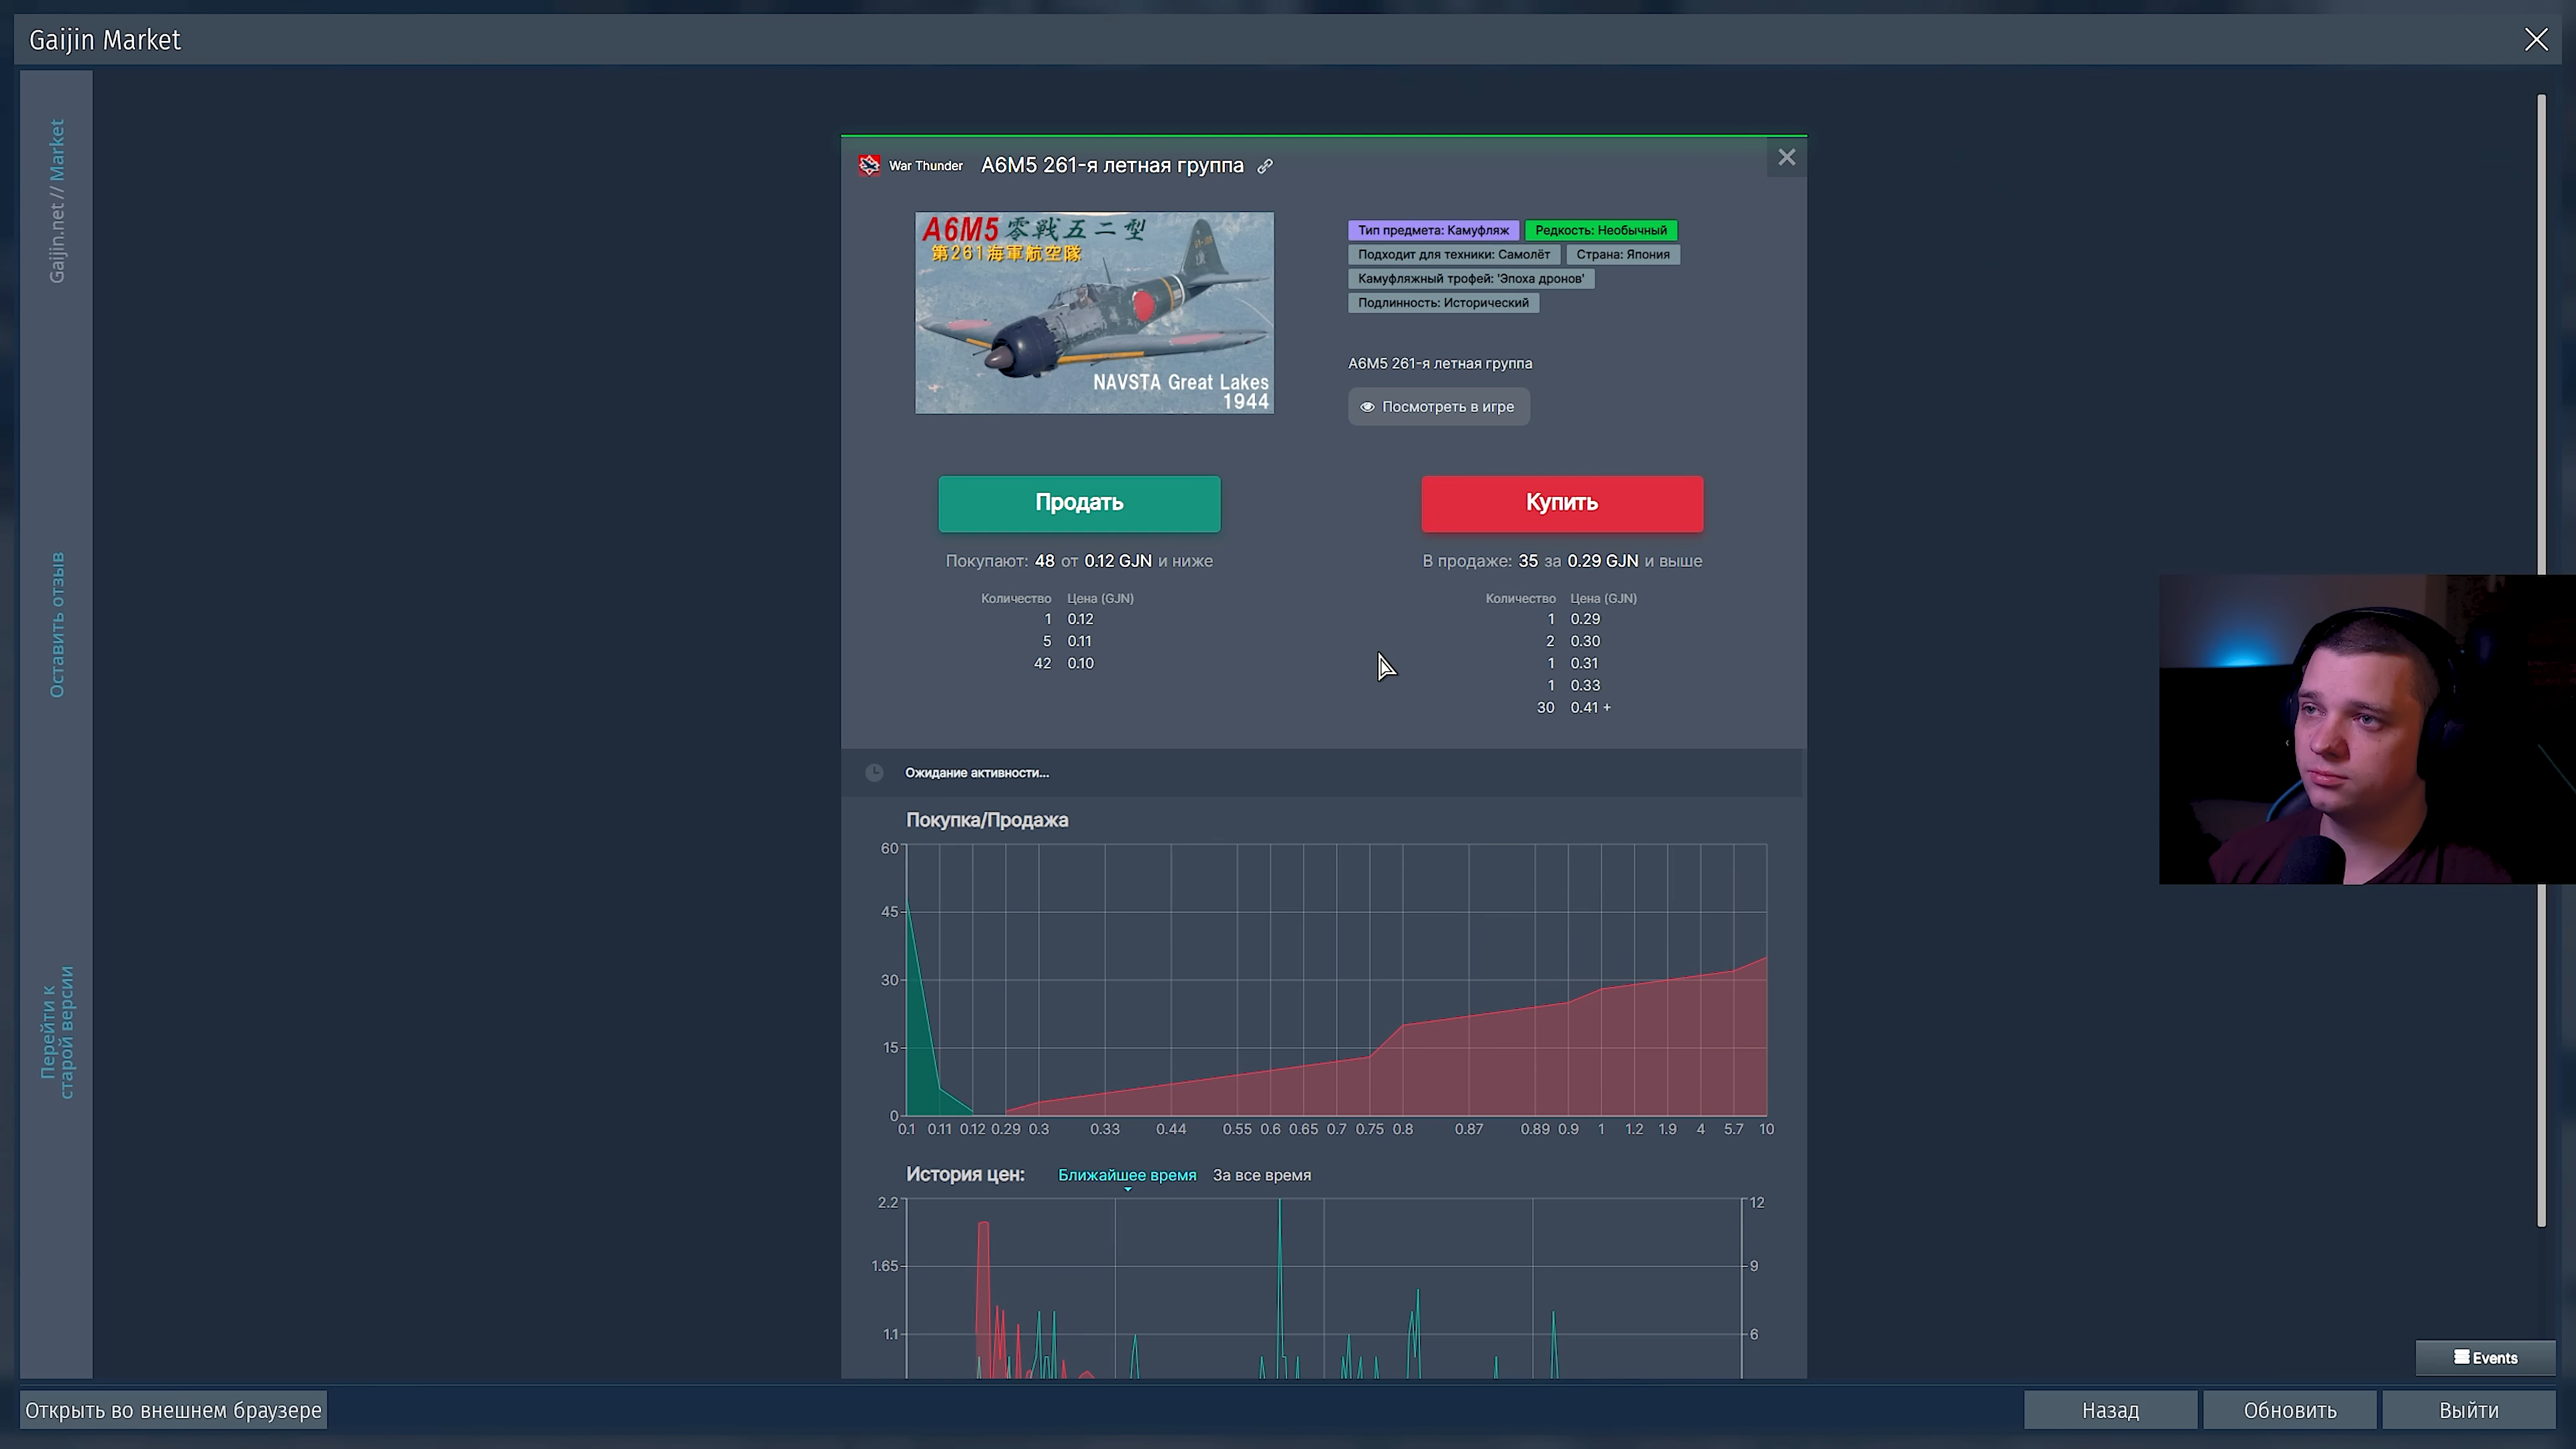 Gaijin Market
Gaijin.net // Market
Оставить отзыв
Перейти к
старой версии
War Thunder
A6M5 261-я летная группа
A6M5 零戦五二型
第261海軍航空隊
NAVSTA Great Lakes
1944
Тип предмета: Камуфляж
Редкость: Необычный
Подходит для техники: Самолёт
Страна: Япония
Камуфляжный трофей: 'Эпоха дронов'
Подлинность: Исторический
A6M5 261-я летная группа
Посмотреть в игре
Продать
Купить
Покупают: 48 от 0.12 GJN и ниже
В продаже: 35 за 0.29 GJN и выше
Количество Цена (GJN)
1 0.12
5 0.11
42 0.10
Количество Цена (GJN)
1 0.29
2 0.30
1 0.31
1 0.33
30 0.41 +
Ожидание активности...
Покупка/Продажа
60
45
30
15
0
0.1 0.11 0.12 0.29 0.3 0.33 0.44 0.55 0.6 0.65 0.7 0.75 0.8 0.87 0.89 0.9 1 1.2 1.9 4 5.7 10
История цен: Ближайшее время За все время
2.2 12
1.65 9
1.1 6
Events
Открыть во внешнем браузере
Назад
Обновить
Выйти